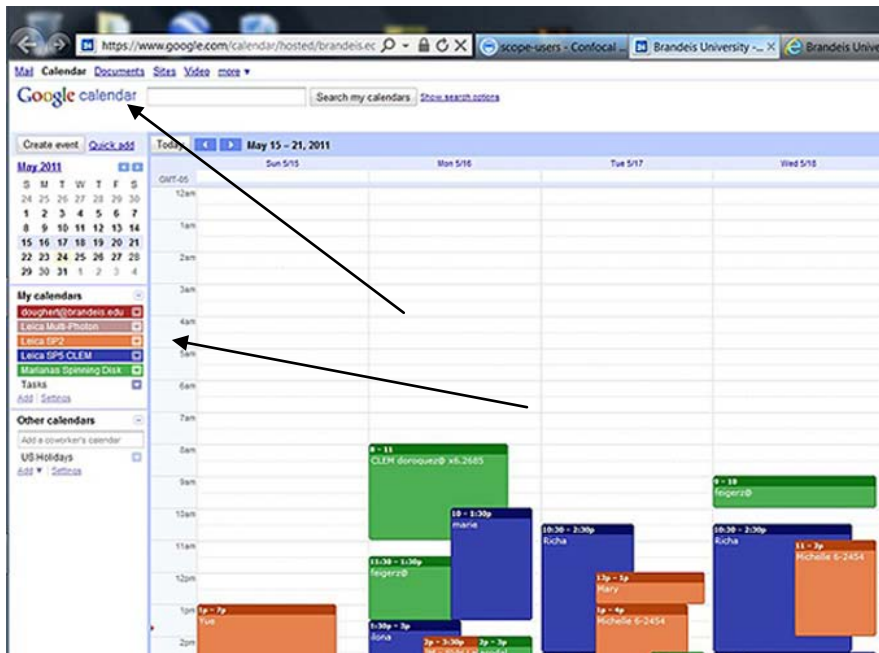 https://www.google.com/calendar/hosted/brandeis.ec
scope-users - Confocal ...
Brandeis University -... ×
Brandeis Unive
Mail Calendar Documents Sites Video more ▼
Google calendar
Search my calendars
Show search options
Create event Quick add
Today
May 15 – 21, 2011
May 2011
S M T W T F S
24 25 26 27 28 29 30
1 2 3 4 5 6 7
8 9 10 11 12 13 14
15 16 17 18 19 20 21
22 23 24 25 26 27 28
29 30 31 1 2 3 4
My calendars
doughert@brandeis.edu
Leica Multi-Photon
Leica SP2
Leica SP5 CLEM
Marianas Spinning Disk
Tasks
Add Settings
Other calendars
Add a coworker's calendar
US Holidays
Add ▼ Settings
Sun 5/15 Mon 5/16 Tue 5/17 Wed 5/18
GMT-05
12am
1am
2am
3am
4am
5am
6am
7am
8am
9am
10am
11am
12pm
1pm
2pm
1p – 7p
Yue
8 – 11
CLEM doroquez@ x6.2685
10 – 1:30p
marie
11:30 – 1:30p
feigerz@
1:30p – 3p
ilona
2p – 3:30p
2p – 3p
10:30 – 2:30p
Richa
12p – 1p
Mary
1p – 4p
Michelle 6-2454
9 – 10
feigerz@
10:30 – 2:30p
Richa
11 – 2p
Michelle 6-2454